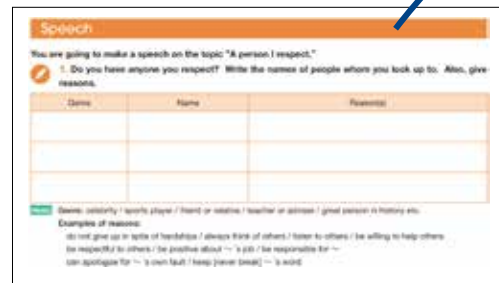 Speech
You are going to make a speech on the topic "A person I respect."
1. Do you have anyone you respect? Write the names of people whom you look up to. Also, give
reasons.
Genre Name Reason(s)
Genre: celebrity / sports player / friend or relative / teacher or adviser / great person in history etc.
Examples of reasons:
do not give up in spite of hardships / always think of others / listen to others / be willing to help others
be respectful to others / be positive about ～'s job / be responsible for ～
can apologize for ～'s own fault / keep [never break] ～'s word